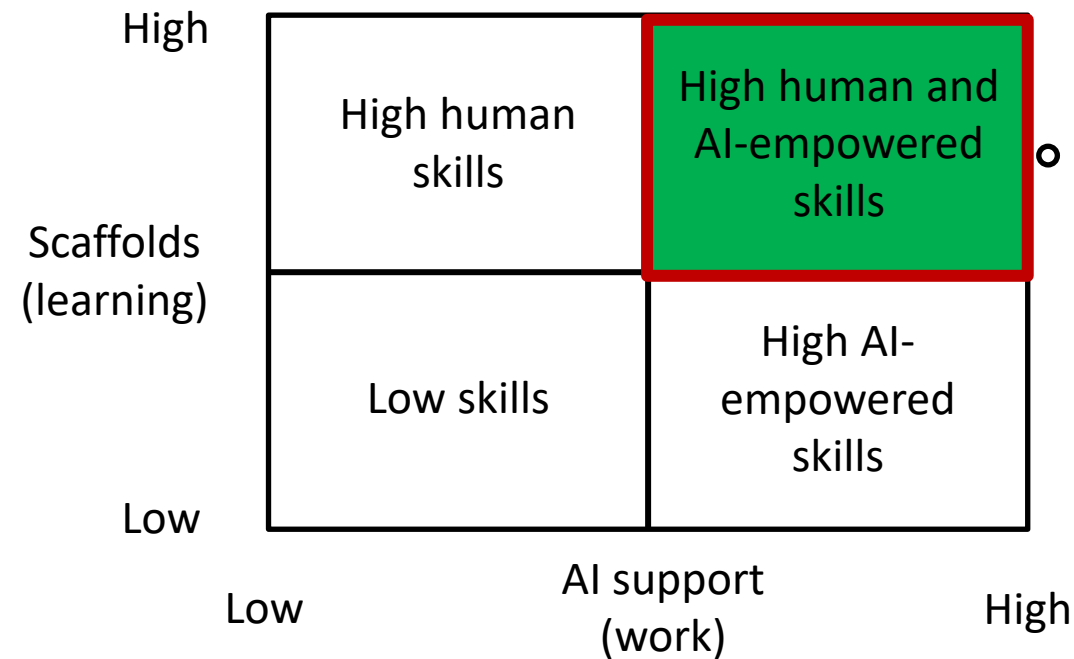 High
High human
skills
High human and
AI-empowered
skills
Scaffolds
(learning)
Low skills
High AI-
empowered
skills
Low
Low
AI support
(work)
High